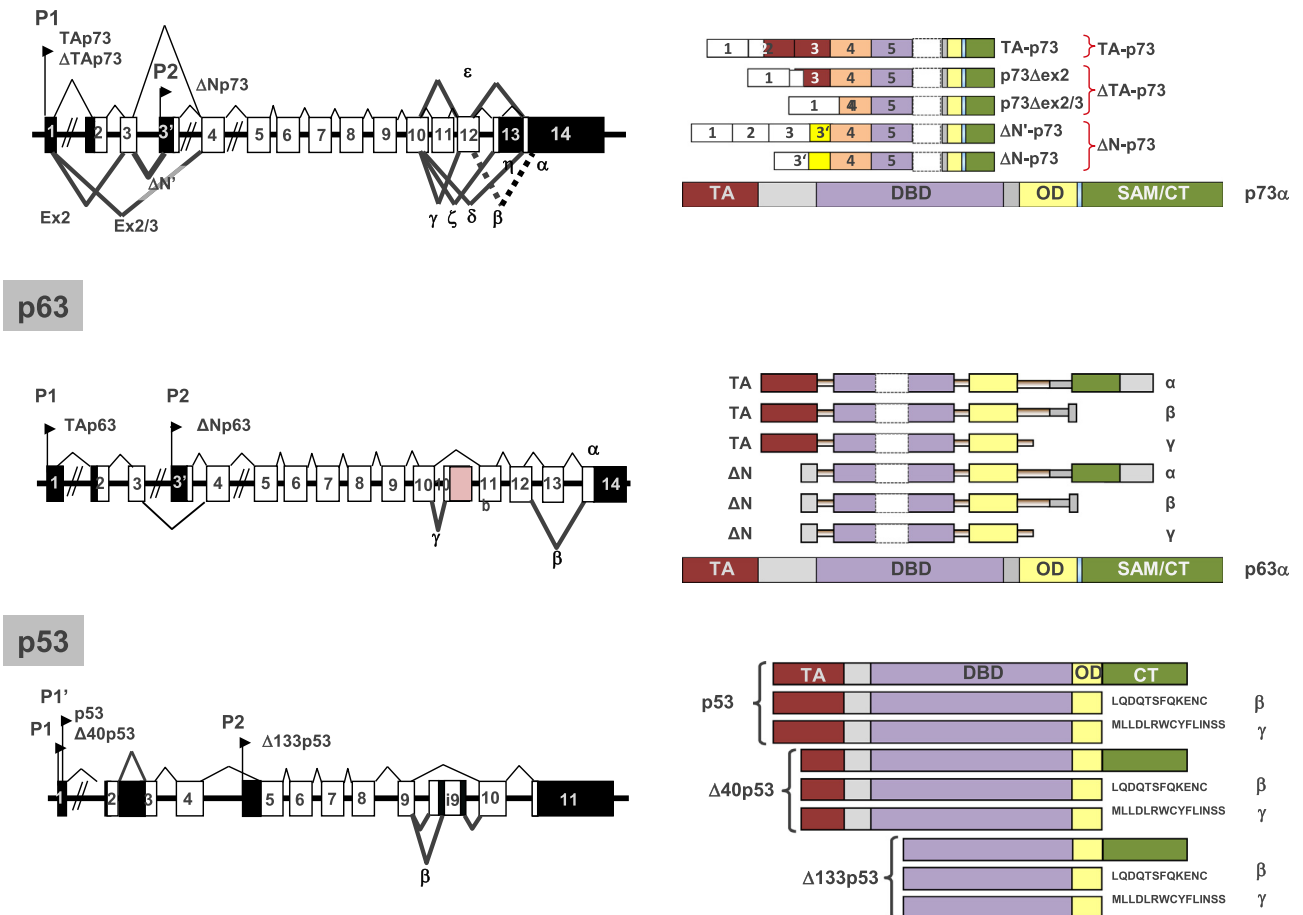 P1
TAp73
ΔTAp73
P2
ΔNp73
ε
1 2 3 3' 4 5 6 7 8 9 10 11 12 13 14
ΔN'
η α
Ex2
Ex2/3
γ ζ δ β
1 2 3 4 5 TA-p73 TA-p73
1 3 4 5 p73Δex2
ΔTA-p73
1 4 5 p73Δex2/3
1 2 3 3' 4 5 ΔN'-p73
ΔN-p73
3' 4 5 ΔN-p73
TA DBD OD SAM/CT p73α
p63
P1 P2
TAp63 ΔNp63
α
1 2 3 3' 4 5 6 7 8 9 10 10 11 12 13 14
b
γ
β
TA α
TA β
TA γ
ΔN α
ΔN β
ΔN γ
TA DBD OD SAM/CT p63α
p53
P1'
p53
P1 Δ40p53
P2
Δ133p53
1 2 3 4 5 6 7 8 9 i9 10 11
β
TA DBD OD CT
p53
LQDQTSFQKENC β
MLLDLRWCYFLINSS γ
Δ40p53
LQDQTSFQKENC β
MLLDLRWCYFLINSS γ
Δ133p53
LQDQTSFQKENC β
MLLDLRWCYFLINSS γ